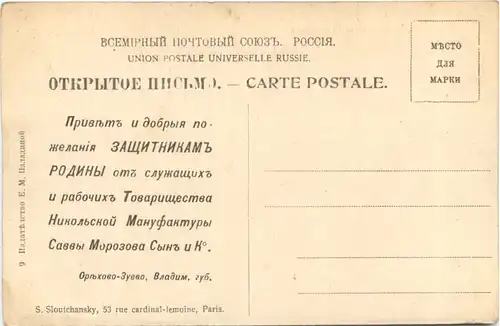 ВСЕМІРНЫЙ ПОЧТОВЫЙ СОЮЗЪ. РОССІЯ.
UNION POSTALE UNIVERSELLE RUSSIE.
ОТКРЫТОЕ ПИСЬМО. — CARTE POSTALE.
МѢСТО
ДЛЯ
МАРКИ
Привѣтъ и добрыя по-
желанія ЗАЩИТНИКАМЪ
РОДИНЫ отъ служащихъ
и рабочихъ Товарищества
Никольской Мануфактуры
Саввы Морозова Сынъ и Кº.
Орѣхово-Зуево, Владим. губ.
S. Sloutchansky, 53 rue cardinal-lemoine, Paris.
9 Издательство Е. М. Паладиной